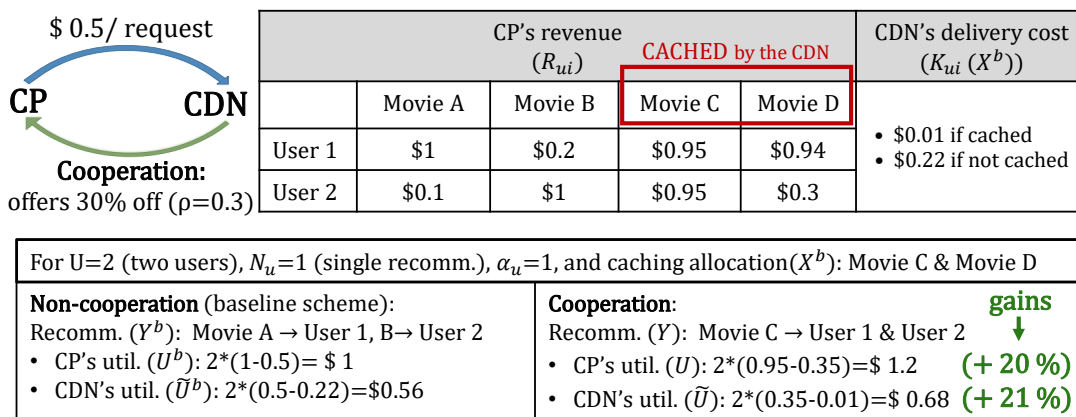 $ 0.5/ request
CP
CDN
Cooperation:
offers 30% off (ρ=0.3)
CP's revenue
(R_{ui})
CACHED by the CDN
CDN's delivery cost
(K_{ui} (X^b))
Movie A Movie B Movie C Movie D
User 1 $1 $0.2 $0.95 $0.94
User 2 $0.1 $1 $0.95 $0.3
• $0.01 if cached
• $0.22 if not cached
For U=2 (two users), N_u=1 (single recomm.), α_u=1, and caching allocation(X^b): Movie C & Movie D
Non-cooperation (baseline scheme):
Recomm. (Y^b): Movie A → User 1, B→ User 2
• CP's util. (U^b): 2*(1-0.5)= $ 1
• CDN's util. (Ũ^b): 2*(0.5-0.22)=$0.56
Cooperation:
Recomm. (Y): Movie C → User 1 & User 2
• CP's util. (U): 2*(0.95-0.35)=$ 1.2
• CDN's util. (Ũ): 2*(0.35-0.01)=$ 0.68
gains
(+ 20 %)
(+ 21 %)